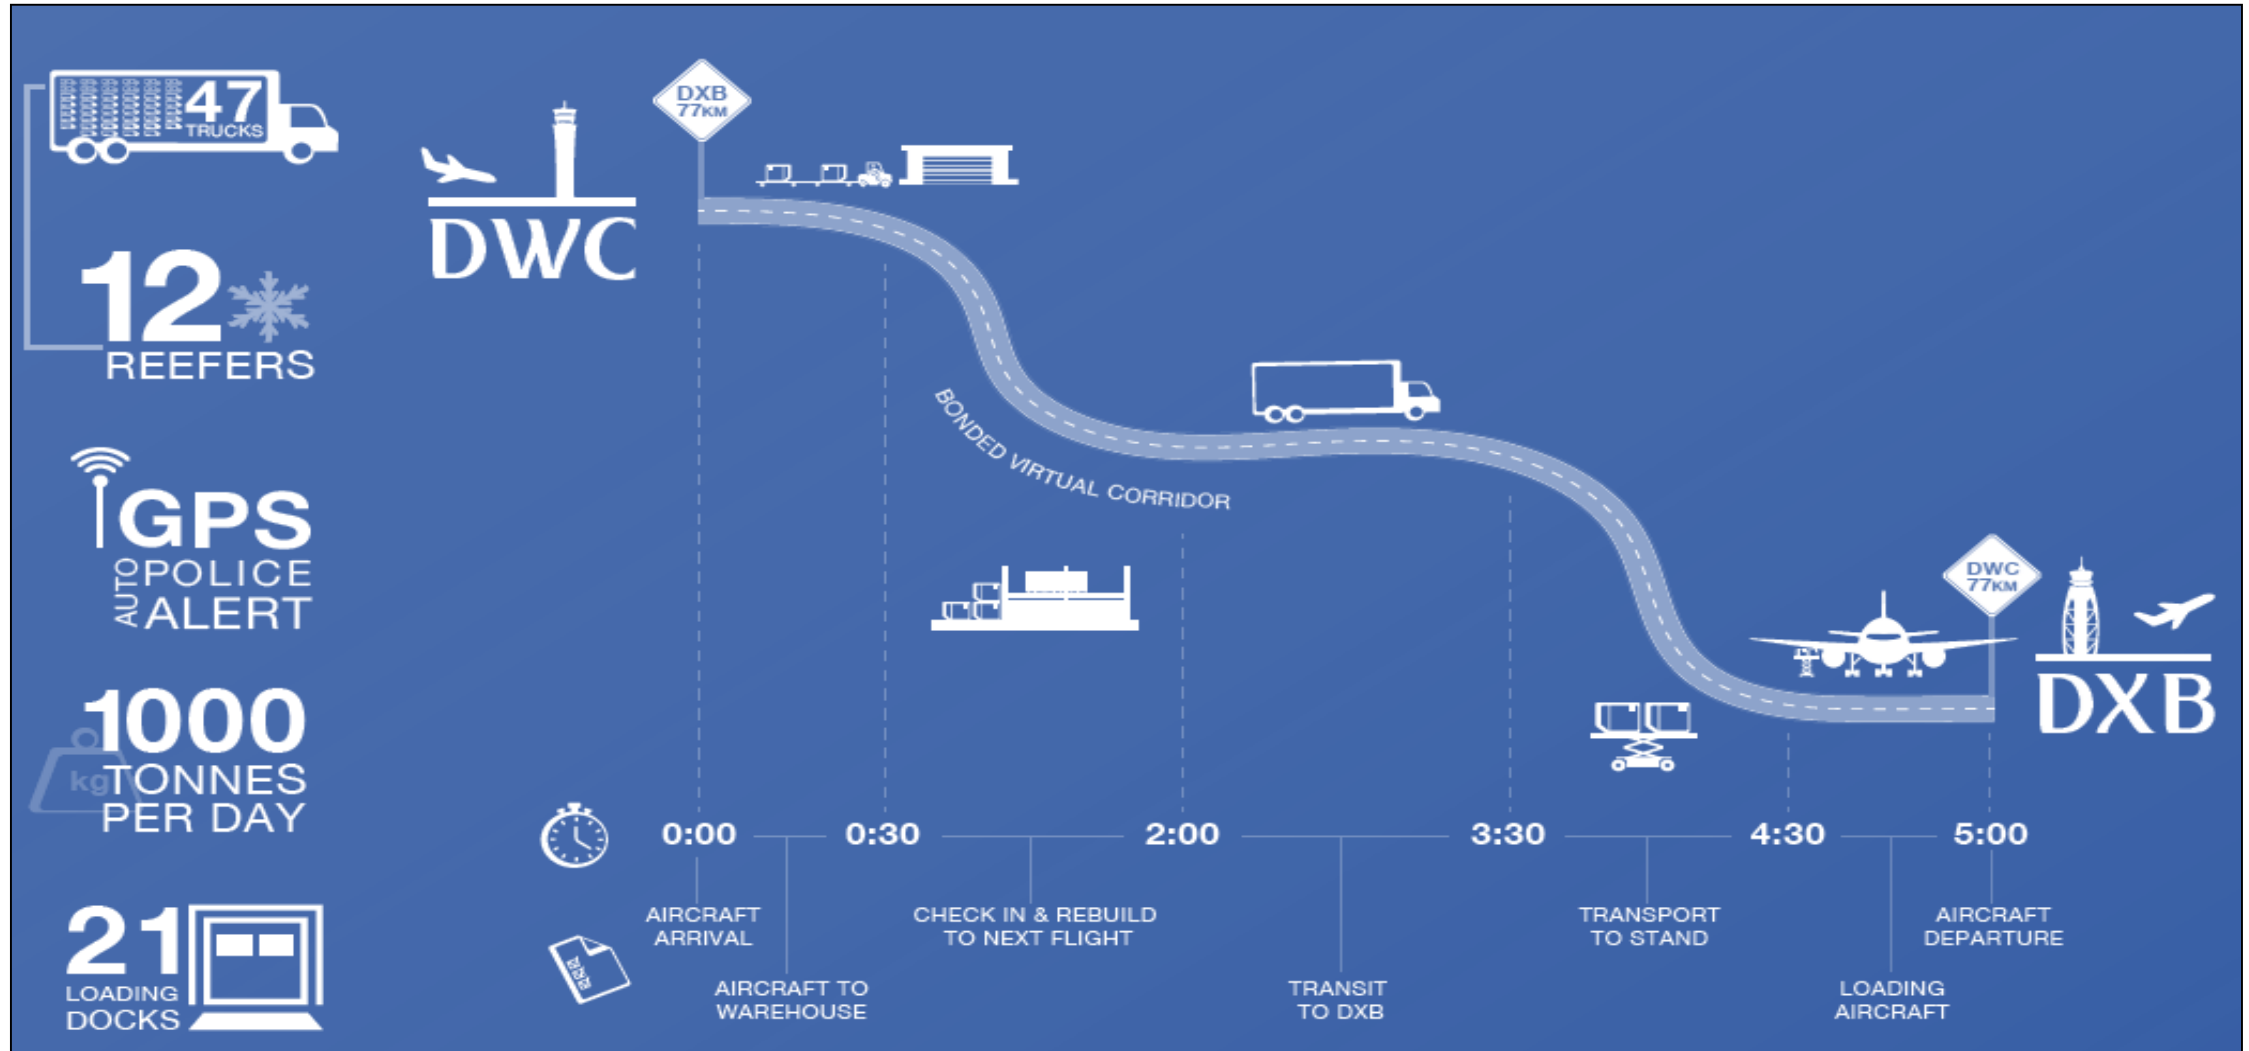 47
TRUCKS
12
REEFERS
GPS
AUTO
POLICE
ALERT
1000
kg
TONNES
PER DAY
21
LOADING
DOCKS
DWC
DXB
77KM
BONDED VIRTUAL CORRIDOR
DWC
77KM
DXB
0:00
0:30
2:00
3:30
4:30
5:00
AIRCRAFT
ARRIVAL
AIRCRAFT TO
WAREHOUSE
CHECK IN & REBUILD
TO NEXT FLIGHT
TRANSIT
TO DXB
TRANSPORT
TO STAND
LOADING
AIRCRAFT
AIRCRAFT
DEPARTURE